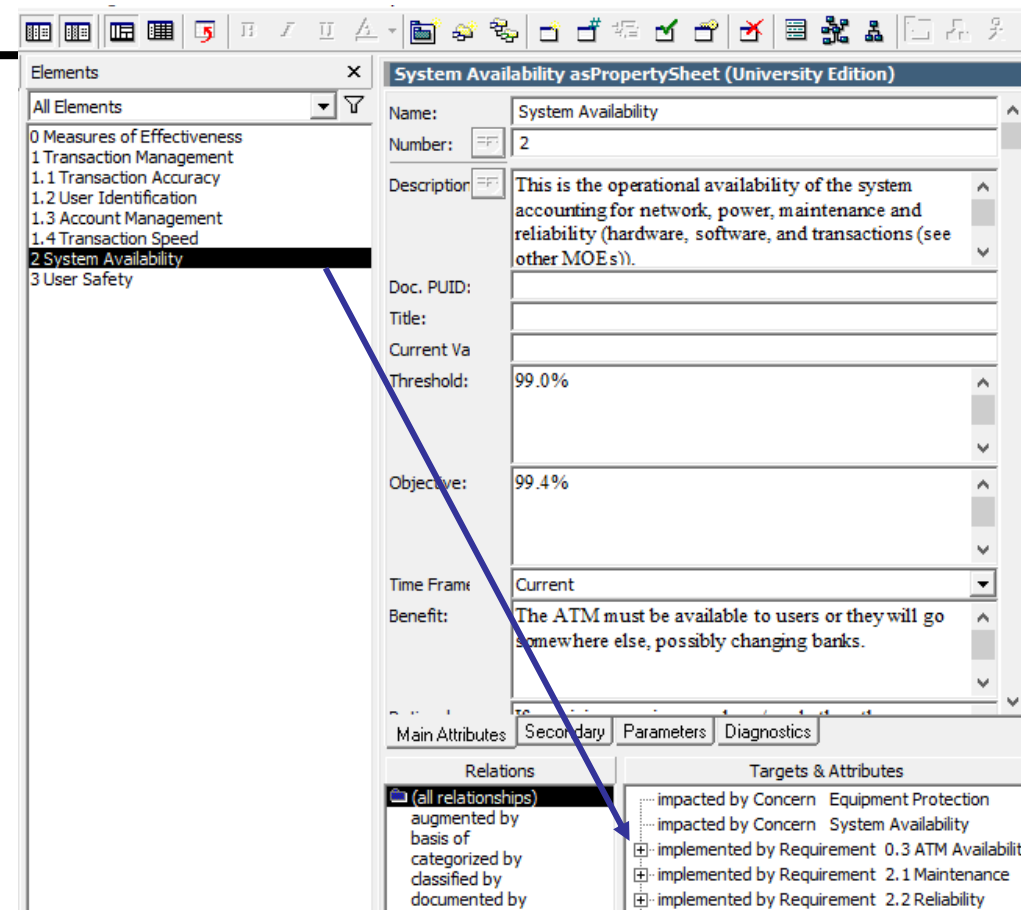 Elements
All Elements
0 Measures of Effectiveness
1 Transaction Management
1.1 Transaction Accuracy
1.2 User Identification
1.3 Account Management
1.4 Transaction Speed
2 System Availability
3 User Safety
System Availability asPropertySheet (University Edition)
Name: System Availability
Number: 2
Description This is the operational availability of the system
accounting for network, power, maintenance and
reliability (hardware, software, and transactions (see
other MOEs)).
Doc. PUID:
Title:
Current Va
Threshold: 99.0%
Objective: 99.4%
Time Frame Current
Benefit: The ATM must be available to users or they will go
somewhere else, possibly changing banks.
Main Attributes Secondary Parameters Diagnostics
Relations
(all relationships)
augmented by
basis of
categorized by
classified by
documented by
Targets & Attributes
impacted by Concern Equipment Protection
impacted by Concern System Availability
implemented by Requirement 0.3 ATM Availabilit
implemented by Requirement 2.1 Maintenance
implemented by Requirement 2.2 Reliability